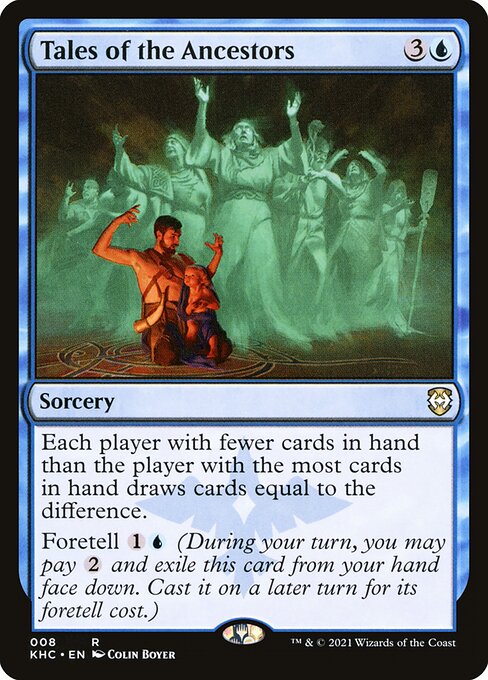 Tales of the Ancestors 3
Sorcery
Each player with fewer cards in hand
than the player with the most cards
in hand draws cards equal to the
difference.
Foretell 1 (During your turn, you may
pay 2 and exile this card from your hand
face down. Cast it on a later turn for its
foretell cost.)
008 R
KHC • EN Colin Boyer
™ & © 2021 Wizards of the Coast